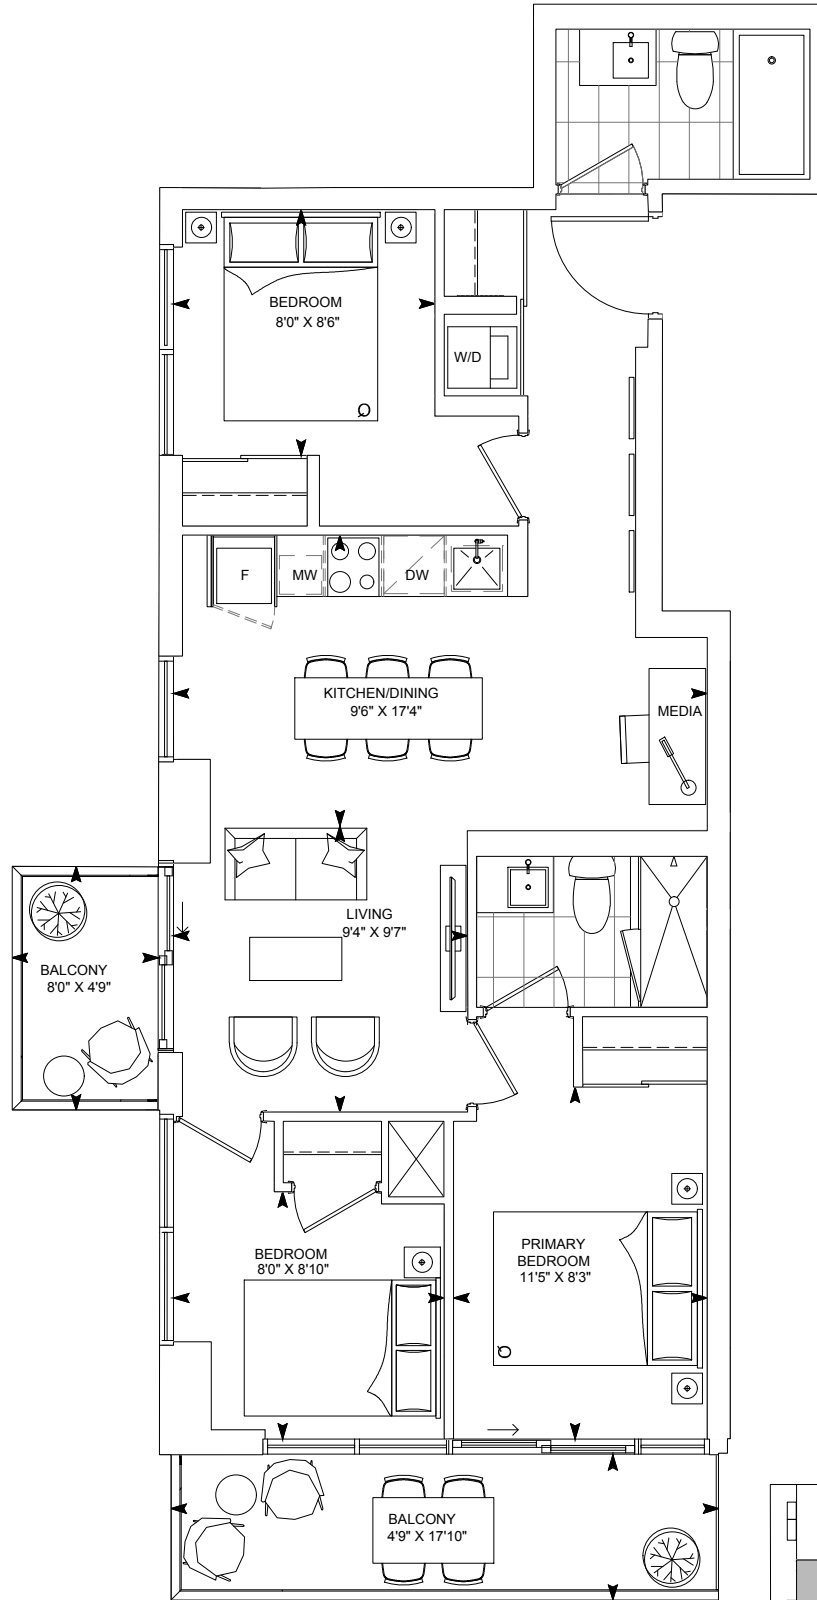 BEDROOM
8'0" X 8'6"
W/D
F
MW
DW
KITCHEN/DINING
9'6" X 17'4"
MEDIA
LIVING
9'4" X 9'7"
BALCONY
8'0" X 4'9"
BEDROOM
8'0" X 8'10"
PRIMARY
BEDROOM
11'5" X 8'3"
BALCONY
4'9" X 17'10"